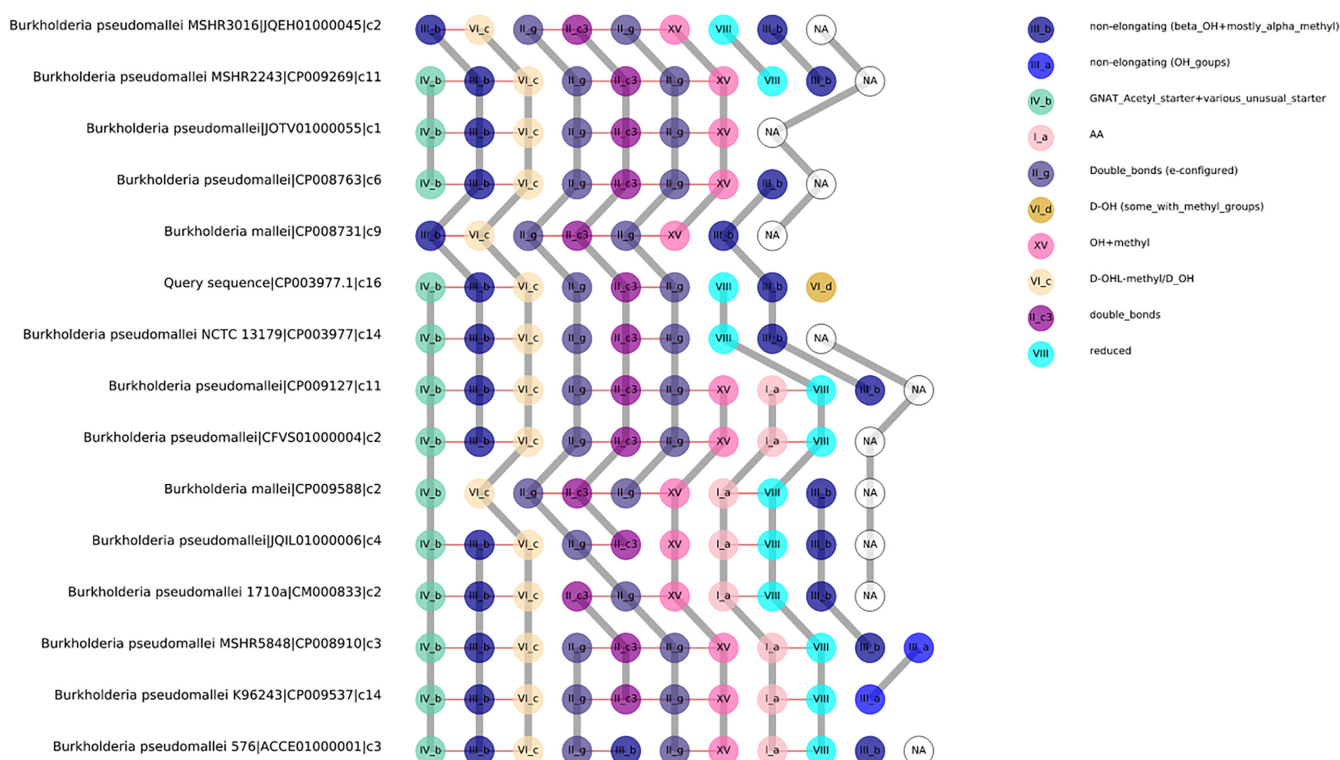 Burkholderia pseudomallei MSHR3016|JQEH01000045|c2 III_b VI_c II_g II_c3 II_g XV VIII III_b NA
Burkholderia pseudomallei MSHR2243|CP009269|c11 IV_b III_b VI_c II_g II_c3 II_g XV VIII III_b NA
Burkholderia pseudomallei|JOTV01000055|c1 IV_b III_b VI_c II_g II_c3 II_g XV NA
Burkholderia pseudomallei|CP008763|c6 IV_b III_b VI_c II_g II_c3 II_g XV III_b NA
Burkholderia mallei|CP008731|c9 III_b VI_c II_g II_c3 II_g XV III_b NA
Query sequence|CP003977.1|c16 IV_b III_b VI_c II_g II_c3 II_g VIII III_b VI_d
Burkholderia pseudomallei NCTC 13179|CP003977|c14 IV_b III_b VI_c II_g II_c3 II_g VIII III_b NA
Burkholderia pseudomallei|CP009127|c11 IV_b III_b VI_c II_g II_c3 II_g XV I_a VIII III_b NA
Burkholderia pseudomallei|CFVS01000004|c2 IV_b III_b VI_c II_g II_c3 II_g XV I_a VIII NA
Burkholderia mallei|CP009588|c2 IV_b VI_c II_g II_c3 II_g XV I_a VIII III_b NA
Burkholderia pseudomallei|JQIL01000006|c4 IV_b III_b VI_c II_g II_c3 XV I_a VIII III_b NA
Burkholderia pseudomallei 1710a|CM000833|c2 IV_b III_b VI_c II_c3 II_g XV I_a VIII III_b NA
Burkholderia pseudomallei MSHR5848|CP008910|c3 IV_b III_b VI_c II_g II_c3 II_g XV I_a VIII III_b III_a
Burkholderia pseudomallei K96243|CP009537|c14 IV_b III_b VI_c II_g II_c3 II_g XV I_a VIII III_a
Burkholderia pseudomallei 576|ACCE01000001|c3 IV_b III_b VI_c II_g III_b II_g XV I_a VIII III_b NA
III_b non-elongating (beta_OH+mostly_alpha_methyl)
III_a non-elongating (OH_goups)
IV_b GNAT_Acetyl_starter+various_unusual_starter
I_a AA
II_g Double_bonds (e-configured)
VI_d D-OH (some_with_methyl_groups)
XV OH+methyl
VI_c D-OHL-methyl/D_OH
II_c3 double_bonds
VIII reduced